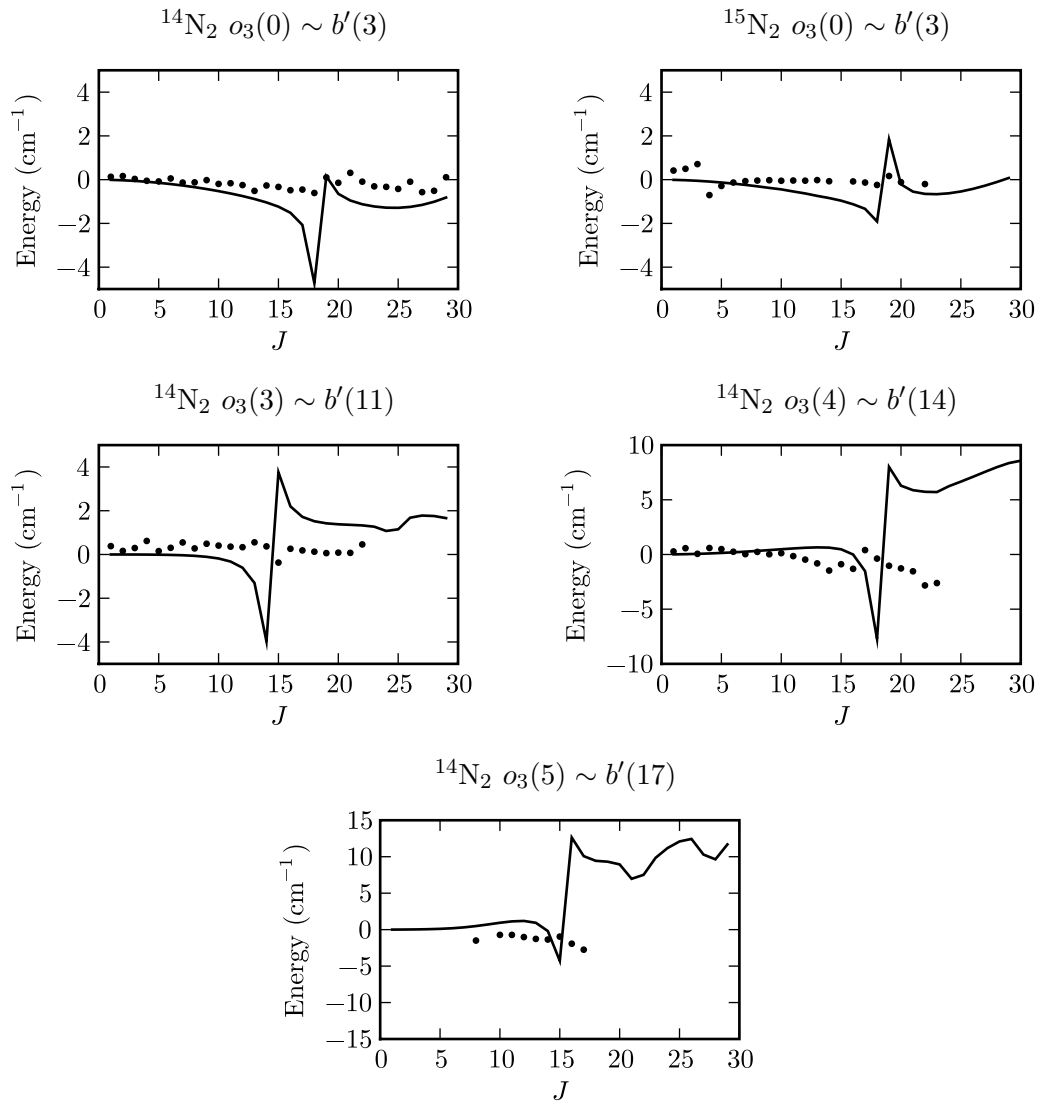 ¹⁴N₂ o₃(0) ∼ b′(3)
Energy (cm⁻¹)
4
2
0
−2
−4
0 5 10 15 20 25 30
J
¹⁵N₂ o₃(0) ∼ b′(3)
Energy (cm⁻¹)
4
2
0
−2
−4
0 5 10 15 20 25 30
J
¹⁴N₂ o₃(3) ∼ b′(11)
Energy (cm⁻¹)
4
2
0
−2
−4
0 5 10 15 20 25 30
J
¹⁴N₂ o₃(4) ∼ b′(14)
Energy (cm⁻¹)
10
5
0
−5
−10
0 5 10 15 20 25 30
J
¹⁴N₂ o₃(5) ∼ b′(17)
Energy (cm⁻¹)
15
10
5
0
−5
−10
−15
0 5 10 15 20 25 30
J